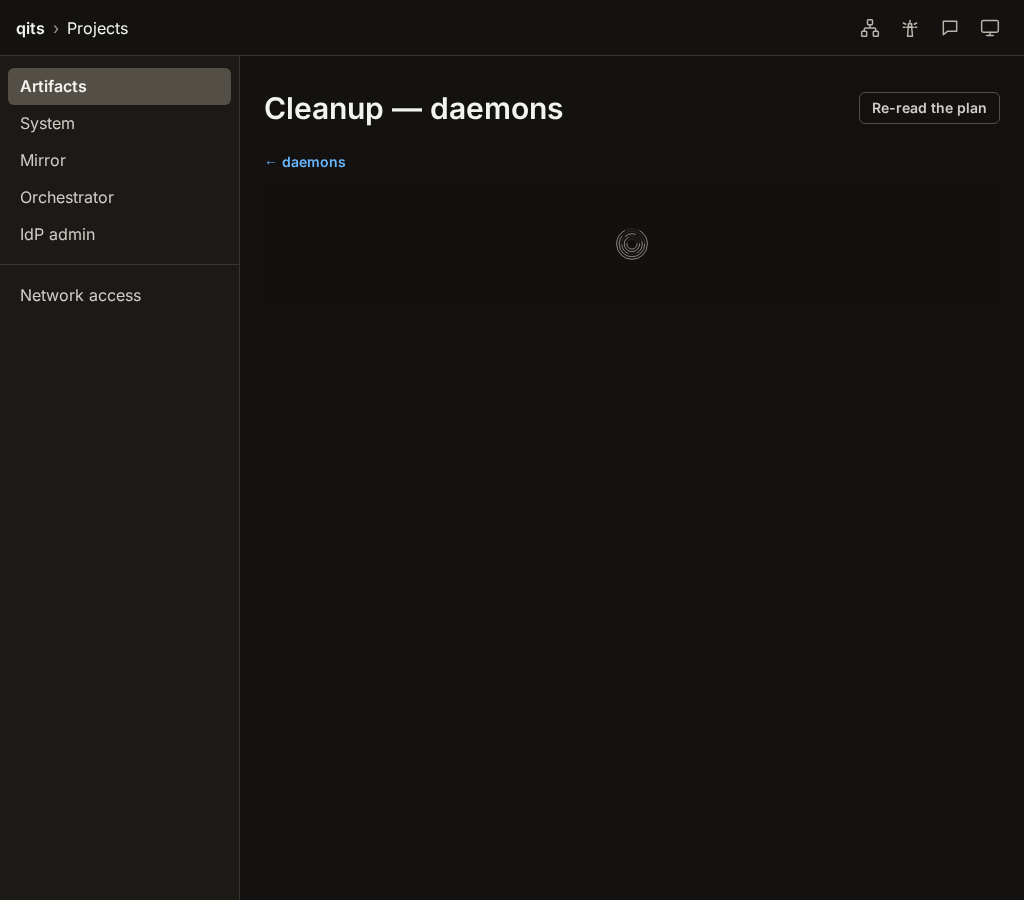 qits › Projects
Artifacts
System
Mirror
Orchestrator
IdP admin
Network access
Cleanup — daemons
Re-read the plan
← daemons